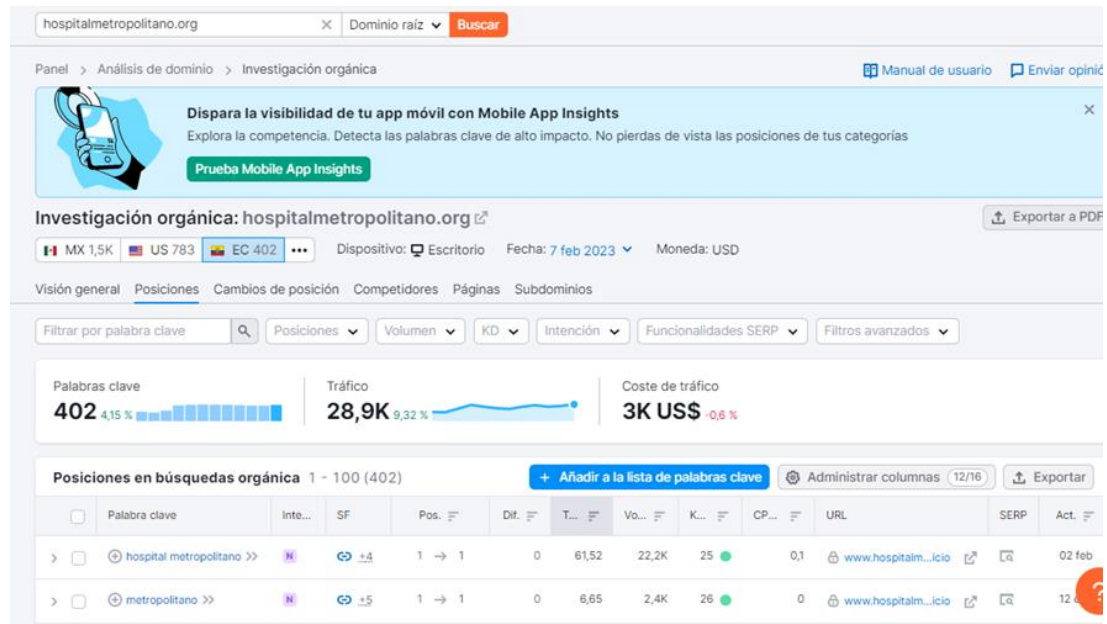 hospitalmetropolitano.org × Dominio raíz Buscar
Panel > Análisis de dominio > Investigación orgánica Manual de usuario Enviar opinió
Dispara la visibilidad de tu app móvil con Mobile App Insights ×
Explora la competencia. Detecta las palabras clave de alto impacto. No pierdas de vista las posiciones de tus categorías
Prueba Mobile App Insights
Investigación orgánica: hospitalmetropolitano.org Exportar a PDF
MX 1,5K US 783 EC 402 ••• Dispositivo: Escritorio Fecha: 7 feb 2023 Moneda: USD
Visión general Posiciones Cambios de posición Competidores Páginas Subdominios
Filtrar por palabra clave Posiciones Volumen KD Intención Funcionalidades SERP Filtros avanzados
Palabras clave Tráfico Coste de tráfico
402 4,15 % 28,9K 9,32 % 3K US$ -0,6 %
Posiciones en búsquedas orgánica 1 - 100 (402) + Añadir a la lista de palabras clave Administrar columnas 12/16 Exportar
Palabra clave Inte... SF Pos. Dif. T... Vo... K... CP... URL SERP Act.
> hospital metropolitano >> N +4 1 → 1 0 61,52 22,2K 25 0,1 www.hospitalm...icio 02 feb
> metropolitano >> N +5 1 → 1 0 6,65 2,4K 26 0 www.hospitalm...icio 12 ?